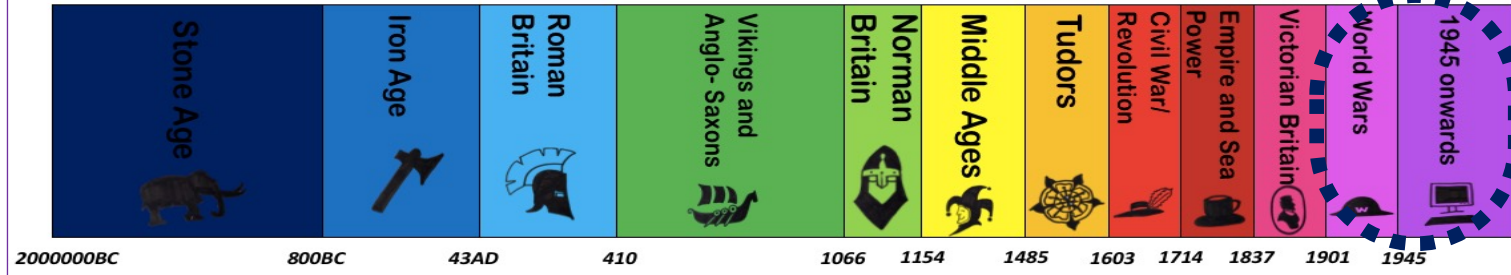 Stone Age
Iron Age
Roman
Britain
Vikings and
Anglo- Saxons
Norman
Britain
Middle Ages
Tudors
Civil War/
Revolution
Empire and Sea
Power
Victorian Britain
World Wars
1945 onwards
W
2000000BC 800BC 43AD 410 1066 1154 1485 1603 1714 1837 1901 1945